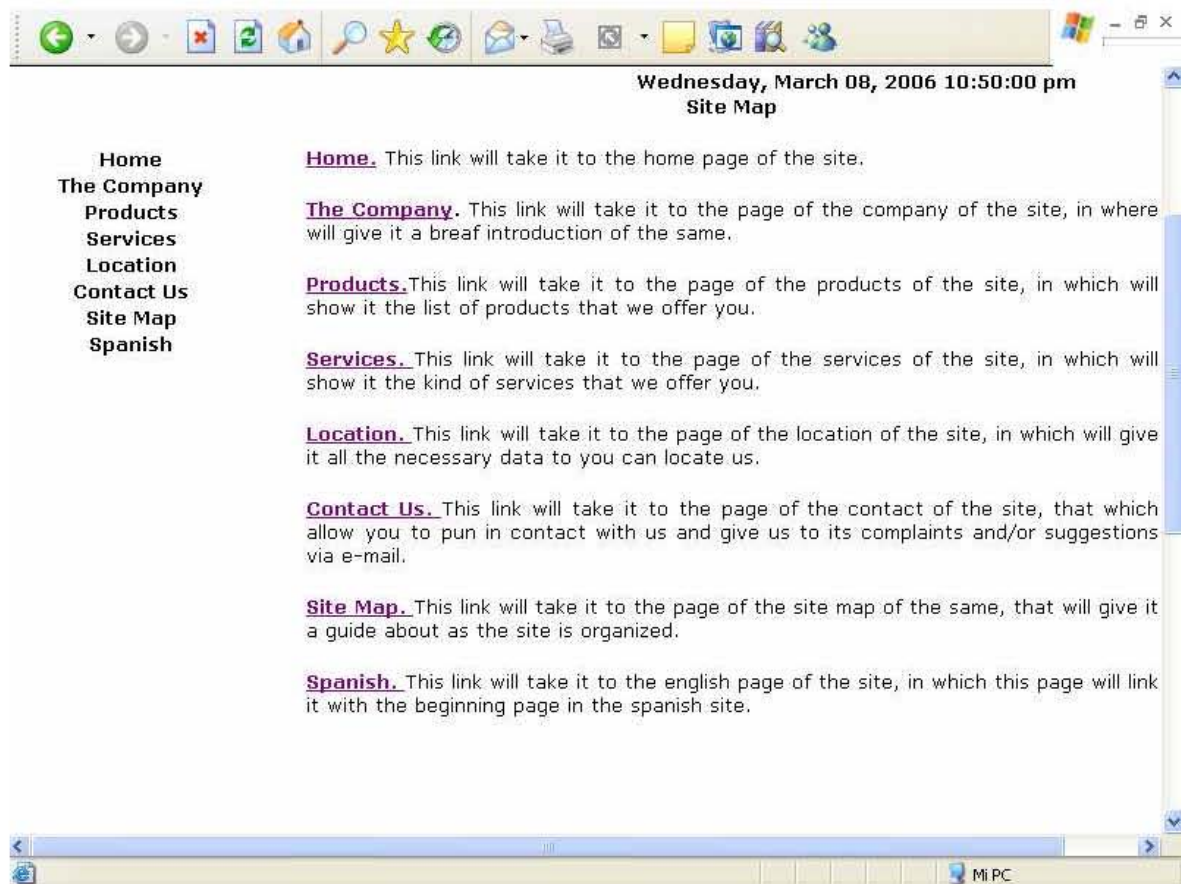 Wednesday, March 08, 2006 10:50:00 pm
Site Map
Home
The Company
Products
Services
Location
Contact Us
Site Map
Spanish
Home. This link will take it to the home page of the site.
The Company. This link will take it to the page of the company of the site, in where
will give it a breaf introduction of the same.
Products.This link will take it to the page of the products of the site, in which will
show it the list of products that we offer you.
Services. This link will take it to the page of the services of the site, in which will
show it the kind of services that we offer you.
Location. This link will take it to the page of the location of the site, in which will give
it all the necessary data to you can locate us.
Contact Us. This link will take it to the page of the contact of the site, that which
allow you to pun in contact with us and give us to its complaints and/or suggestions
via e-mail.
Site Map. This link will take it to the page of the site map of the same, that will give it
a guide about as the site is organized.
Spanish. This link will take it to the english page of the site, in which this page will link
it with the beginning page in the spanish site.
Mi PC